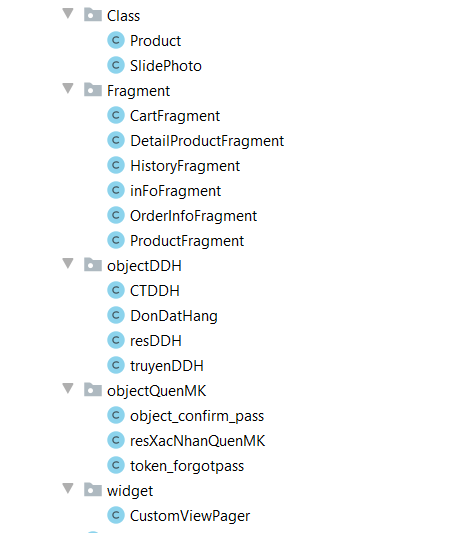 Class
Product
SlidePhoto
Fragment
CartFragment
DetailProductFragment
HistoryFragment
inFoFragment
OrderInfoFragment
ProductFragment
objectDDH
CTDDH
DonDatHang
resDDH
truyenDDH
objectQuenMK
object_confirm_pass
resXacNhanQuenMK
token_forgotpass
widget
CustomViewPager